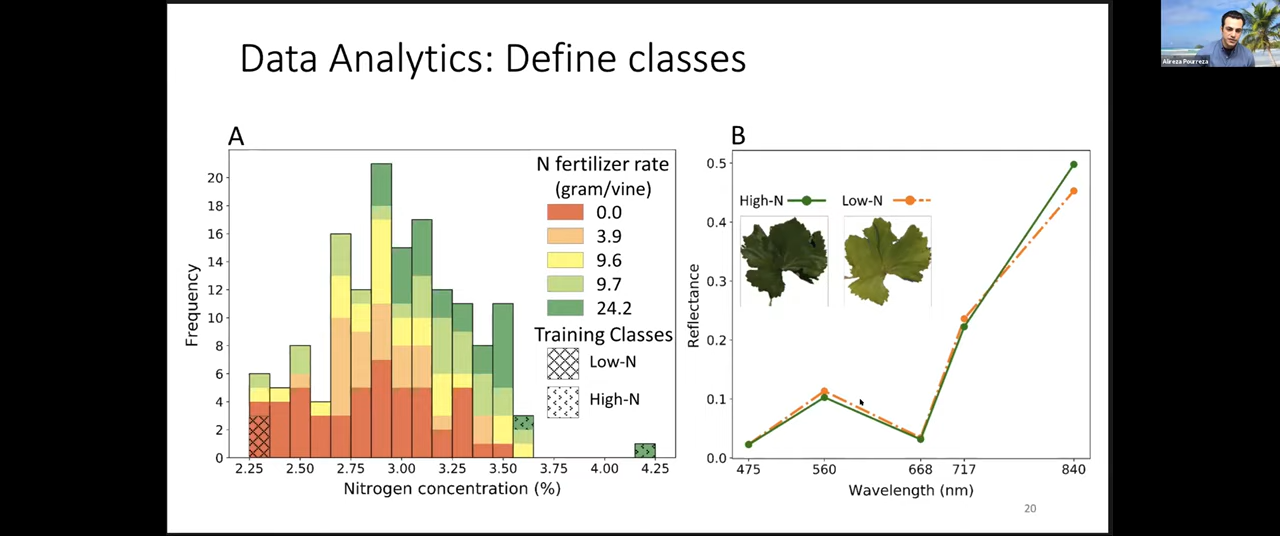 Data Analytics: Define classes
Alireza Pourreza
A
N fertilizer rate
(gram/vine)
0.0
3.9
9.6
9.7
24.2
Training Classes
Low-N
High-N
Frequency
20
18
16
14
12
10
8
6
4
2
0
2.25 2.50 2.75 3.00 3.25 3.50 3.75 4.00 4.25
Nitrogen concentration (%)
B
High-N Low-N
Reflectance
0.5
0.4
0.3
0.2
0.1
0.0
475 560 668 717 840
Wavelength (nm)
20